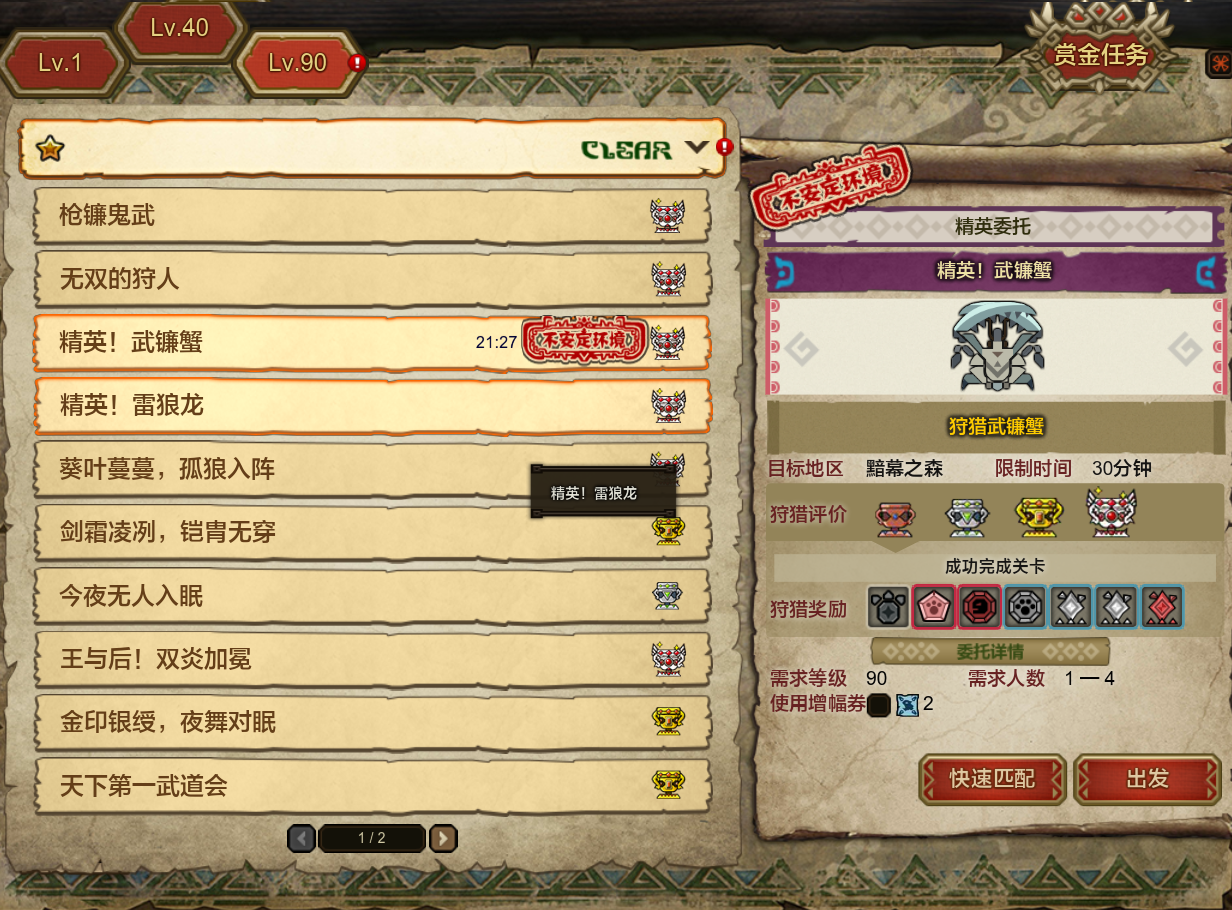 Lv.1
Lv.40
Lv.90
赏金任务
CLEAR
枪镰鬼武
无双的狩人
精英！武镰蟹 21:27 不安定环境
精英！雷狼龙
葵叶蔓蔓，孤狼入阵
精英！雷狼龙
剑霜凌冽，铠胄无穿
今夜无人入眠
王与后！双炎加冕
金印银绶，夜舞对眠
天下第一武道会
1 / 2
不安定环境
精英委托
精英！武镰蟹
狩猎武镰蟹
目标地区 黯幕之森 限制时间 30分钟
狩猎评价
成功完成关卡
狩猎奖励
委托详情
需求等级 90 需求人数 1 — 4
使用增幅券 2
快速匹配 出发